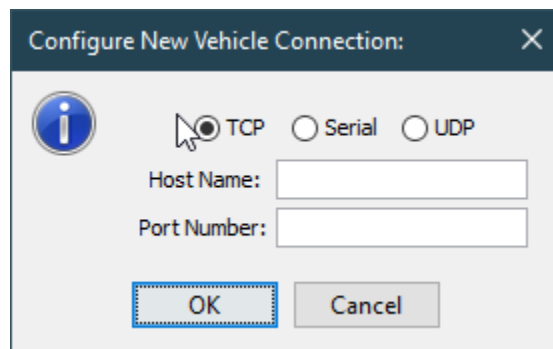 Configure New Vehicle Connection:
TCP Serial UDP
Host Name:
Port Number:
OK Cancel